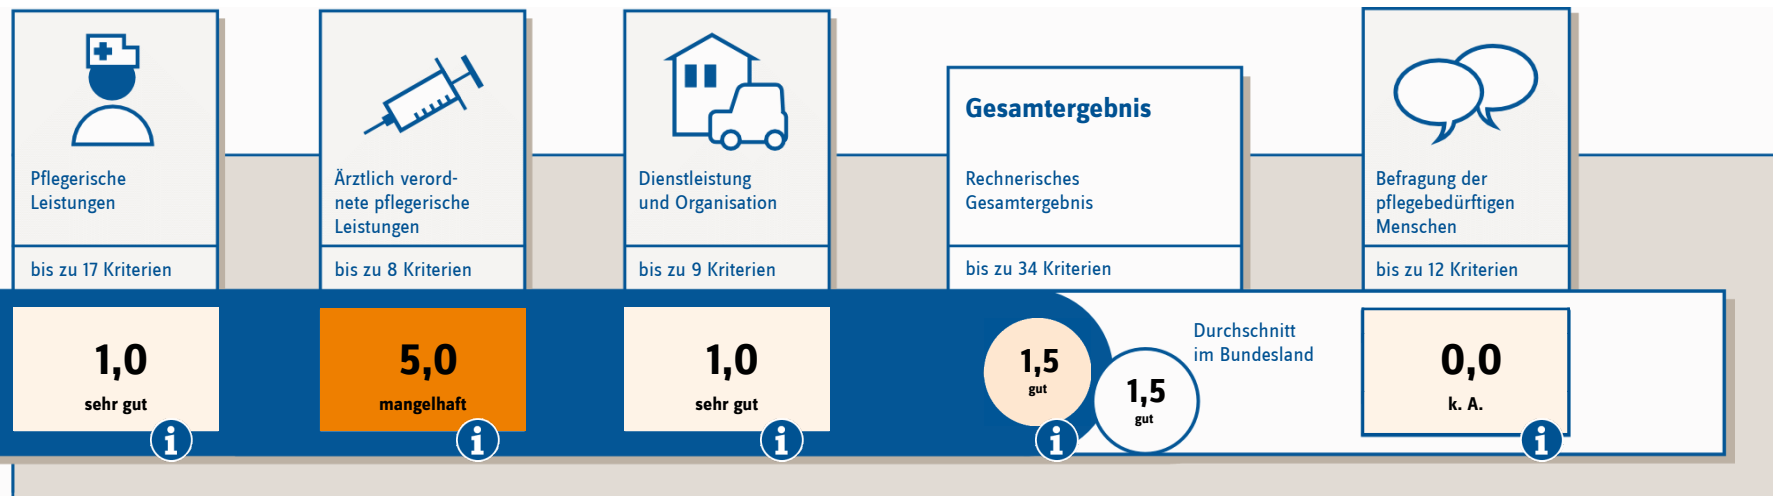 Pflegerische
Leistungen
bis zu 17 Kriterien
1,0
sehr gut
i
Ärztlich verord-
nete pflegerische
Leistungen
bis zu 8 Kriterien
5,0
mangelhaft
i
Dienstleistung
und Organisation
bis zu 9 Kriterien
1,0
sehr gut
i
Gesamtergebnis
Rechnerisches
Gesamtergebnis
bis zu 34 Kriterien
1,5
gut
i
1,5
gut
Durchschnitt
im Bundesland
Befragung der
pflegebedürftigen
Menschen
bis zu 12 Kriterien
0,0
k. A.
i